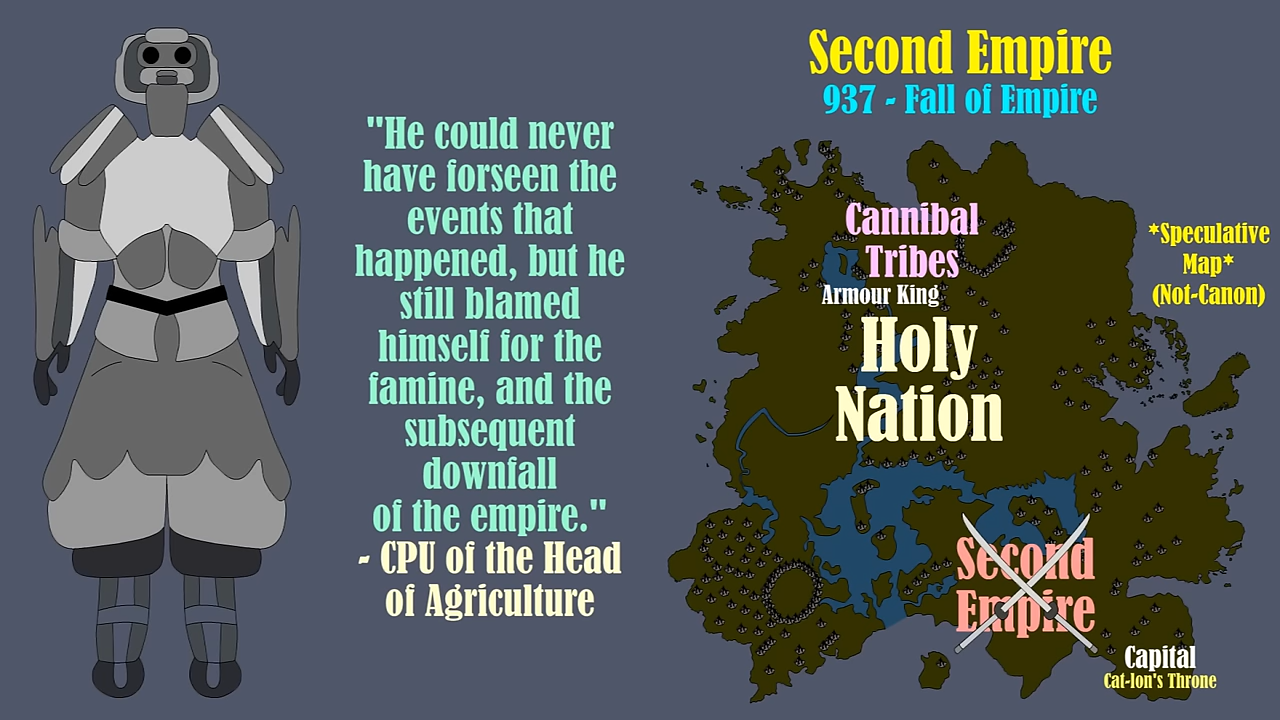 Second Empire
937 - Fall of Empire
"He could never
have forseen the
events that
happened, but he
still blamed
himself for the
famine, and the
subsequent
downfall
of the empire."
- CPU of the Head
of Agriculture
Cannibal
Tribes
Armour King
Holy
Nation
*Speculative
Map*
(Not-Canon)
Second
Empire
Capital
Cat-lon's Throne